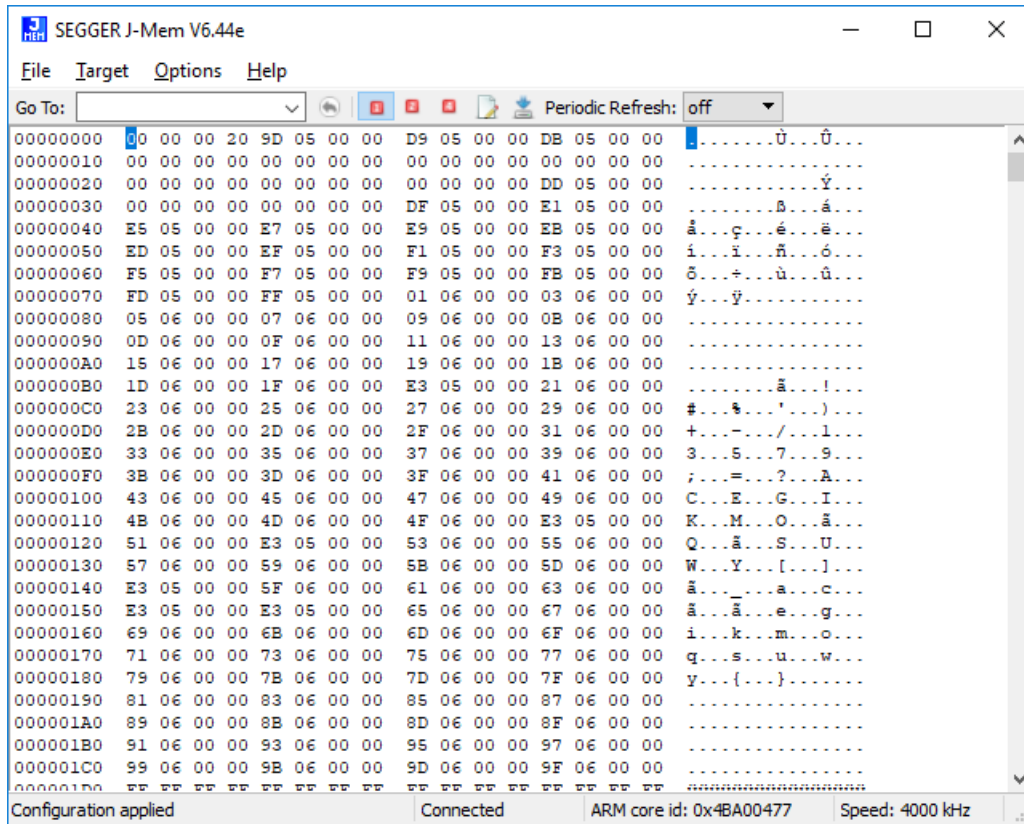 SEGGER J-Mem V6.44e
File Target Options Help
Go To: Periodic Refresh: off
00000000 00 00 00 20 9D 05 00 00 D9 05 00 00 DB 05 00 00 ........Ù...Û...
00000010 00 00 00 00 00 00 00 00 00 00 00 00 00 00 00 00 ................
00000020 00 00 00 00 00 00 00 00 00 00 00 00 DD 05 00 00 ............Ý...
00000030 00 00 00 00 00 00 00 00 DF 05 00 00 E1 05 00 00 ........ß...á...
00000040 E5 05 00 00 E7 05 00 00 E9 05 00 00 EB 05 00 00 å...ç...é...ë...
00000050 ED 05 00 00 EF 05 00 00 F1 05 00 00 F3 05 00 00 í...ï...ñ...ó...
00000060 F5 05 00 00 F7 05 00 00 F9 05 00 00 FB 05 00 00 õ...÷...ù...û...
00000070 FD 05 00 00 FF 05 00 00 01 06 00 00 03 06 00 00 ý...ÿ...........
00000080 05 06 00 00 07 06 00 00 09 06 00 00 0B 06 00 00 ................
00000090 0D 06 00 00 0F 06 00 00 11 06 00 00 13 06 00 00 ................
000000A0 15 06 00 00 17 06 00 00 19 06 00 00 1B 06 00 00 ................
000000B0 1D 06 00 00 1F 06 00 00 E3 05 00 00 21 06 00 00 ........ã...!...
000000C0 23 06 00 00 25 06 00 00 27 06 00 00 29 06 00 00 #...%...'...)...
000000D0 2B 06 00 00 2D 06 00 00 2F 06 00 00 31 06 00 00 +...-.../...1...
000000E0 33 06 00 00 35 06 00 00 37 06 00 00 39 06 00 00 3...5...7...9...
000000F0 3B 06 00 00 3D 06 00 00 3F 06 00 00 41 06 00 00 ;...=...?...A...
00000100 43 06 00 00 45 06 00 00 47 06 00 00 49 06 00 00 C...E...G...I...
00000110 4B 06 00 00 4D 06 00 00 4F 06 00 00 E3 05 00 00 K...M...O...ã...
00000120 51 06 00 00 E3 05 00 00 53 06 00 00 55 06 00 00 Q...ã...S...U...
00000130 57 06 00 00 59 06 00 00 5B 06 00 00 5D 06 00 00 W...Y...[...]...
00000140 E3 05 00 00 5F 06 00 00 61 06 00 00 63 06 00 00 ã..._...a...c...
00000150 E3 05 00 00 E3 05 00 00 65 06 00 00 67 06 00 00 ã...ã...e...g...
00000160 69 06 00 00 6B 06 00 00 6D 06 00 00 6F 06 00 00 i...k...m...o...
00000170 71 06 00 00 73 06 00 00 75 06 00 00 77 06 00 00 q...s...u...w...
00000180 79 06 00 00 7B 06 00 00 7D 06 00 00 7F 06 00 00 y...{...}.......
00000190 81 06 00 00 83 06 00 00 85 06 00 00 87 06 00 00 ................
000001A0 89 06 00 00 8B 06 00 00 8D 06 00 00 8F 06 00 00 ................
000001B0 91 06 00 00 93 06 00 00 95 06 00 00 97 06 00 00 ................
000001C0 99 06 00 00 9B 06 00 00 9D 06 00 00 9F 06 00 00 ................
Configuration applied Connected ARM core id: 0x4BA00477 Speed: 4000 kHz